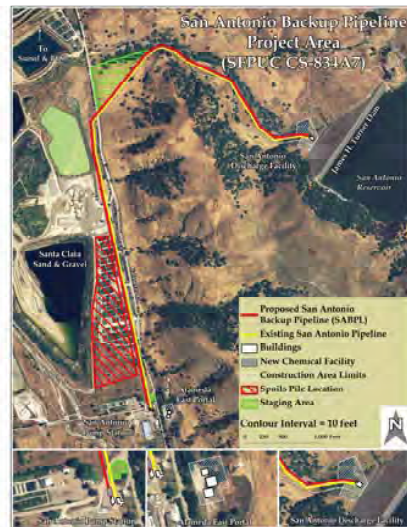 San Antonio Backup Pipeline
Project Area
(SFPUC CS-834A7)
To
Sunol &
San Antonio
Discharge Facility
James H. Turner Dam
San Antonio
Reservoir
Santa Clara
Sand & Gravel
Proposed San Antonio
Backup Pipeline (SABPL)
Existing San Antonio Pipeline
Buildings
New Chemical Facility
Construction Area Limits
Spoils Pile Location
Staging Area
Contour Interval = 10 feet
N
Alameda
East Portal
San Antonio
Pump Station
San Antonio Pump Station
Alameda East Portal
San Antonio Discharge Facility